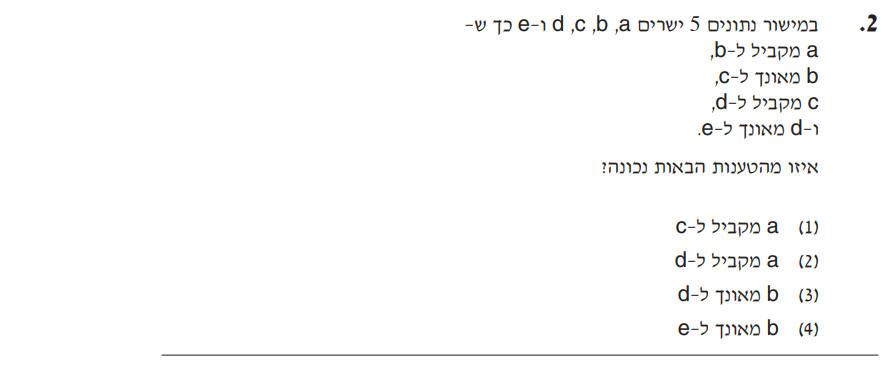 2. במישור נתונים 5 ישרים a, b, c, d ו-e כך ש-
a מקביל ל-b,
b מאונך ל-c,
c מקביל ל-d,
ו-d מאונך ל-e.
איזו מהטענות הבאות נכונה?
(1) a מקביל ל-c
(2) a מקביל ל-d
(3) b מאונך ל-d
(4) b מאונך ל-e